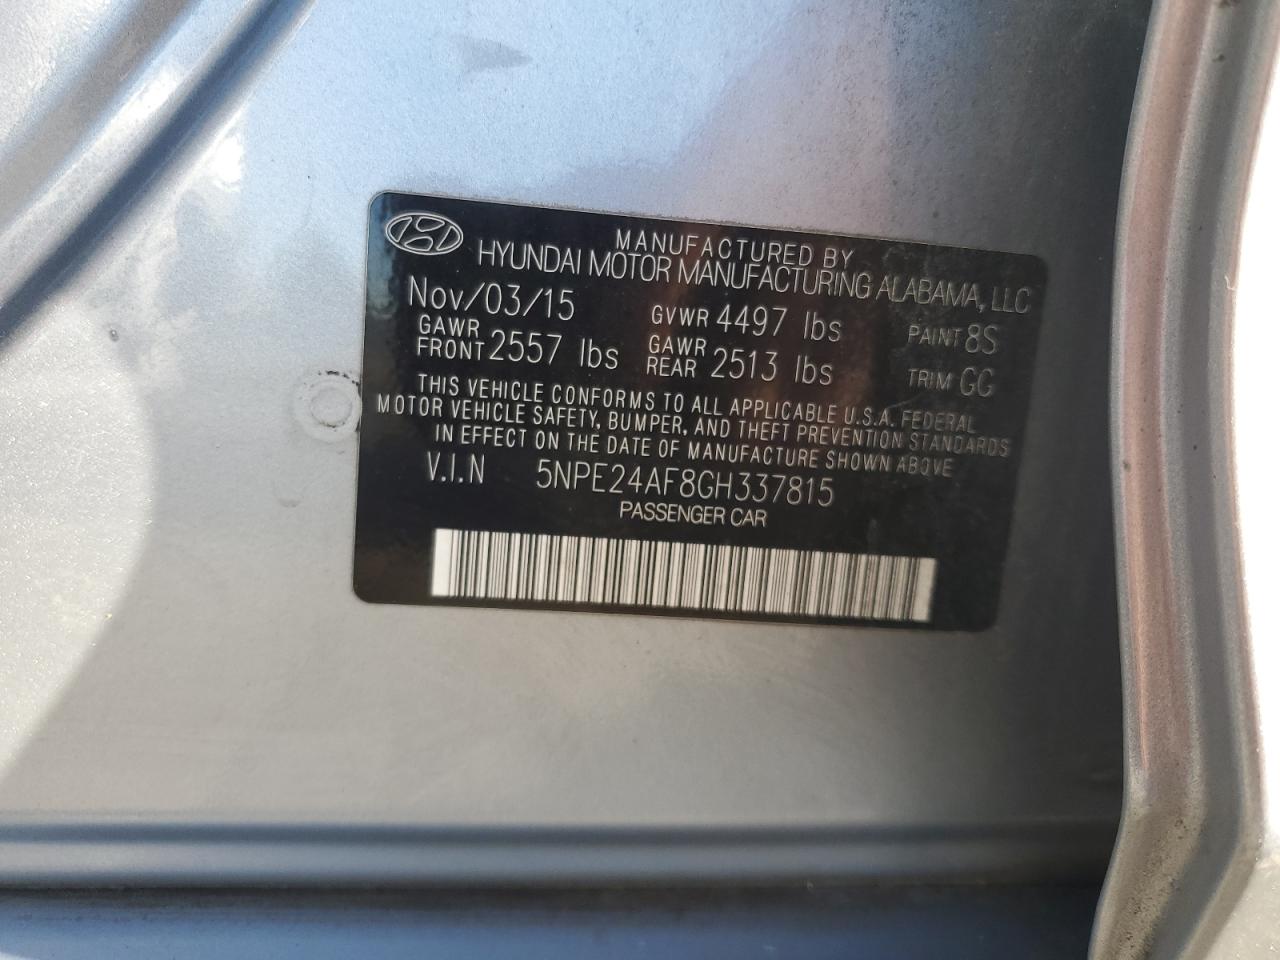 MANUFACTURED BY
HYUNDAI MOTOR MANUFACTURING ALABAMA, LLC
Nov/03/15 GVWR 4497 lbs PAINT 8S
GAWR FRONT 2557 lbs GAWR REAR 2513 lbs TRIM GG
THIS VEHICLE CONFORMS TO ALL APPLICABLE U.S.A. FEDERAL
MOTOR VEHICLE SAFETY, BUMPER, AND THEFT PREVENTION STANDARDS
IN EFFECT ON THE DATE OF MANUFACTURE SHOWN ABOVE
V.I.N 5NPE24AF8GH337815
PASSENGER CAR